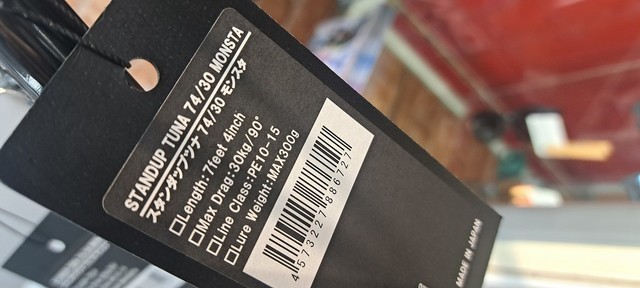 STANDUP TUNA 74/30 MONSTA
スタンダップツナ 74/30 モンスタ
□Length:7feet 4inch
□Max Drag:30kg/90°
□Line Class:PE10-15
□Lure Weight:MAX300g
4573227886727
MADE IN JAPAN